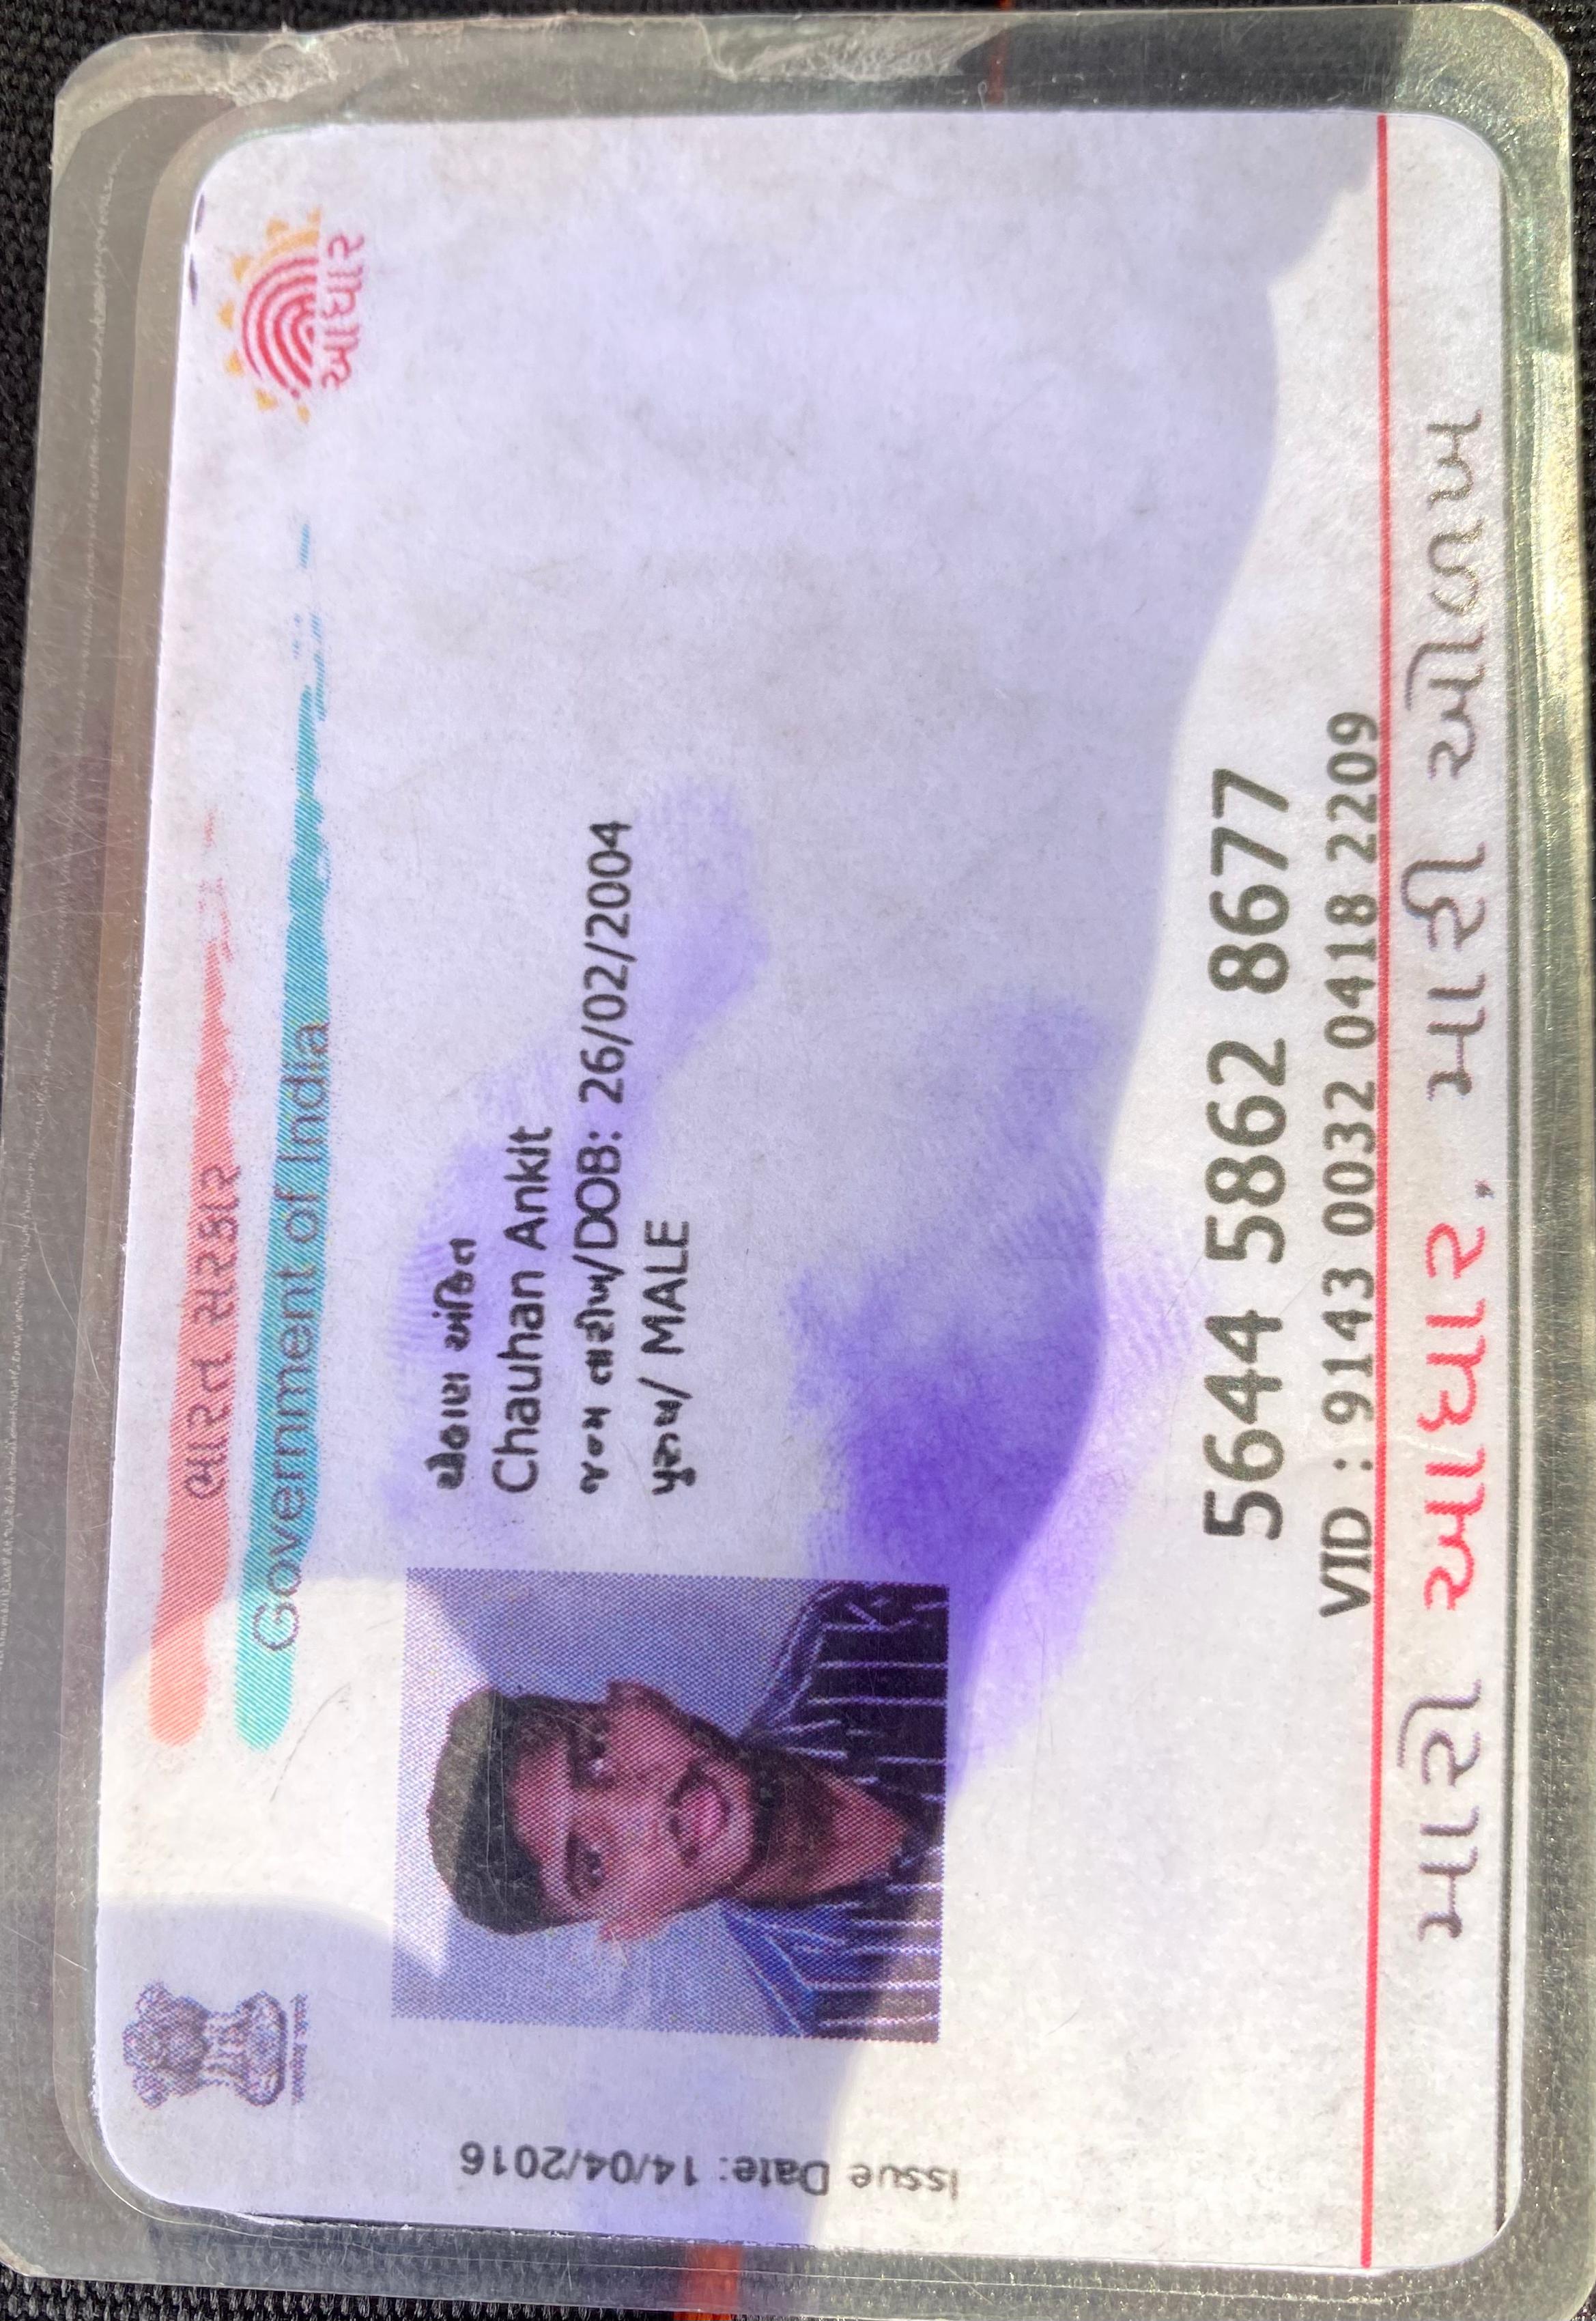 ભારત સરકાર
Government of India
આધાર
ચૌહાણ અંકિત
Chauhan Ankit
જન્મ તારીખ/DOB: 26/02/2004
પુરુષ/ MALE
Issue Date: 14/04/2016
5644 5862 8677
VID : 9143 0032 0418 2209
મારો આધાર, મારી ઓળખ